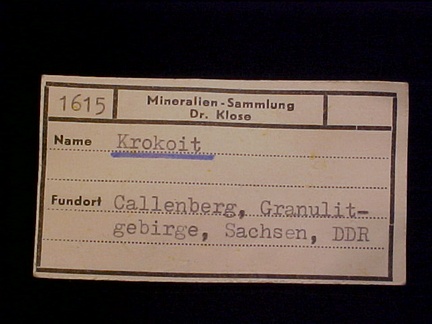 1615
Mineralien-Sammlung
Dr. Klose
Name Krokoit
Fundort Callenberg, Granulit-
gebirge, Sachsen, DDR